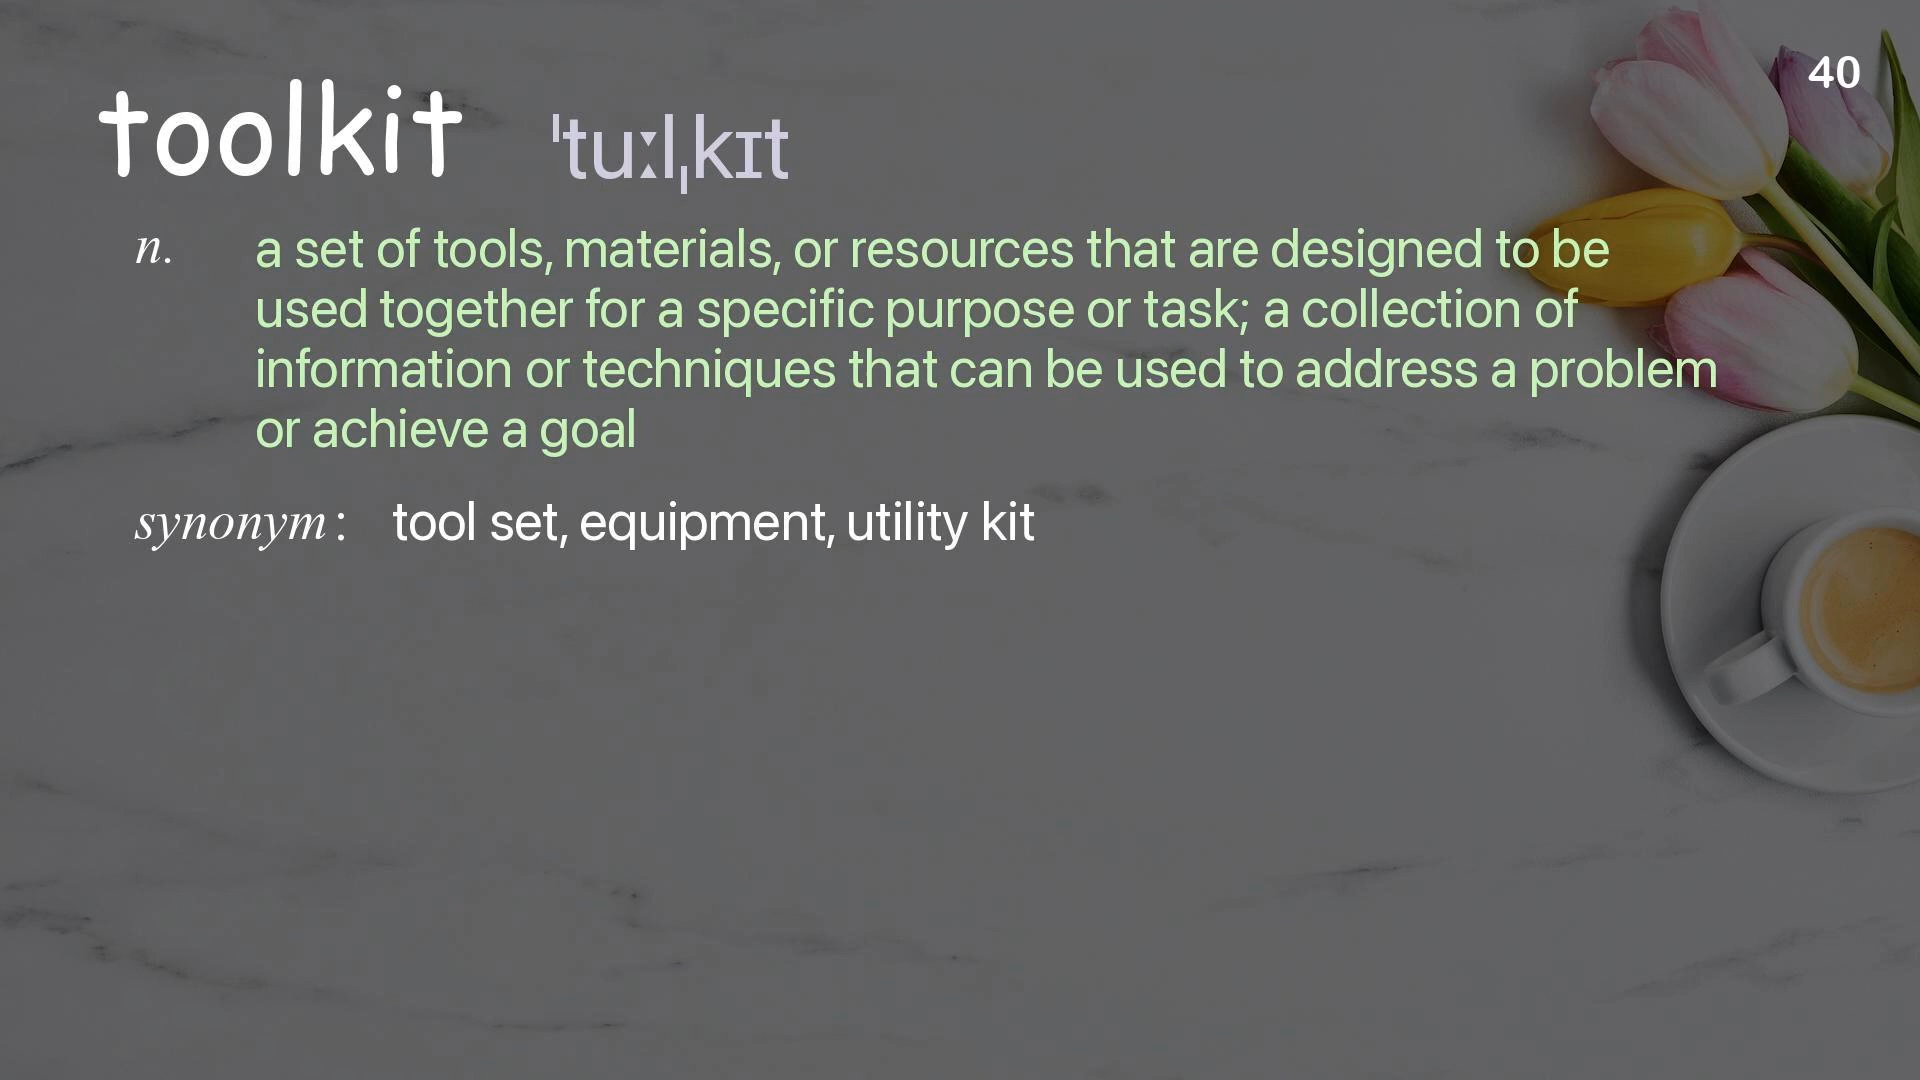 40
toolkit ˈtuːlˌkɪt
n. a set of tools, materials, or resources that are designed to be
used together for a specific purpose or task; a collection of
information or techniques that can be used to address a problem
or achieve a goal
synonym: tool set, equipment, utility kit